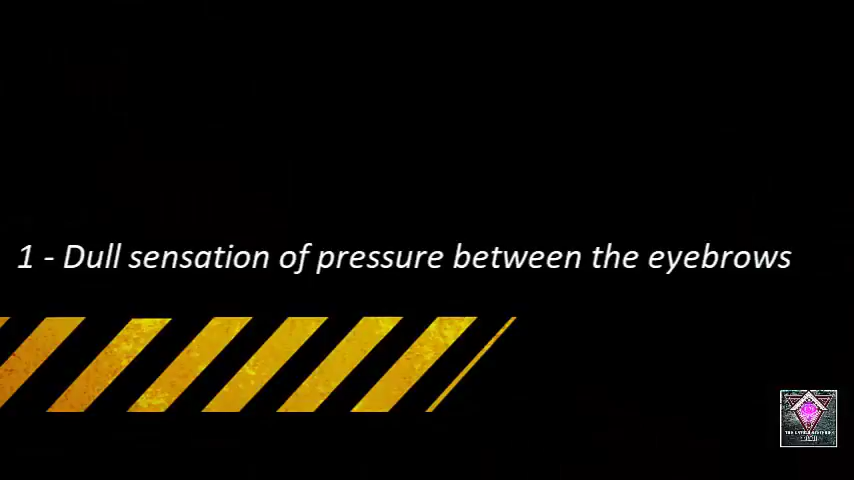 1 - Dull sensation of pressure between the eyebrows